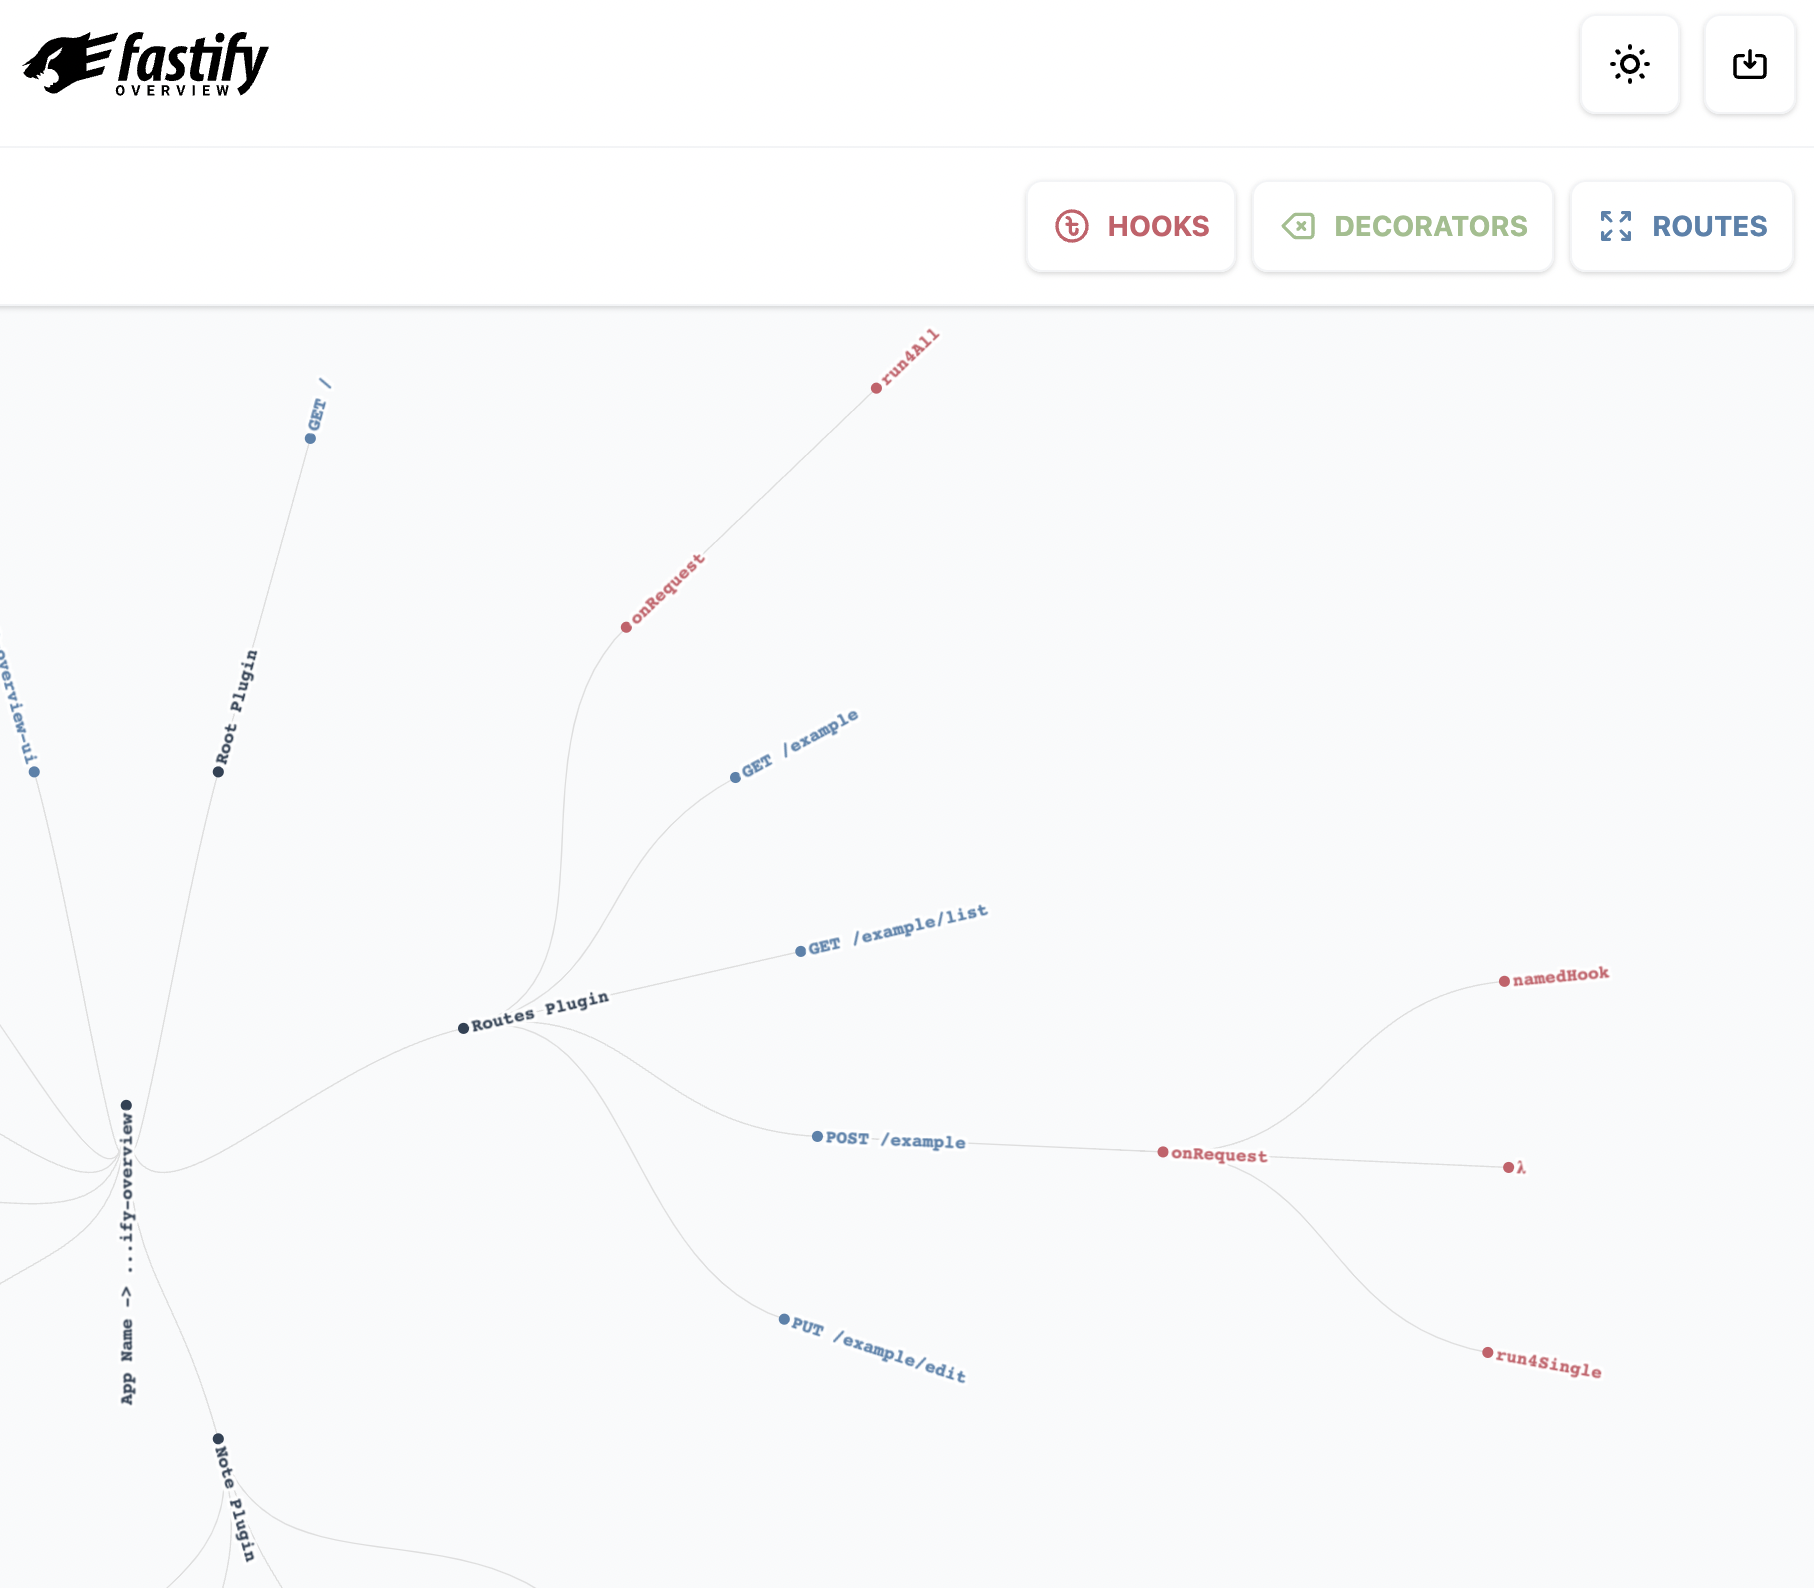 fastify
OVERVIEW
HOOKS
DECORATORS
ROUTES
run4All
GET /
onRequest
overview-ui
Root Plugin
GET /example
GET /example/list
namedHook
Routes Plugin
POST /example
onRequest
λ
App Name -> ...ify-overview
PUT /example/edit
run4Single
Note Plugin